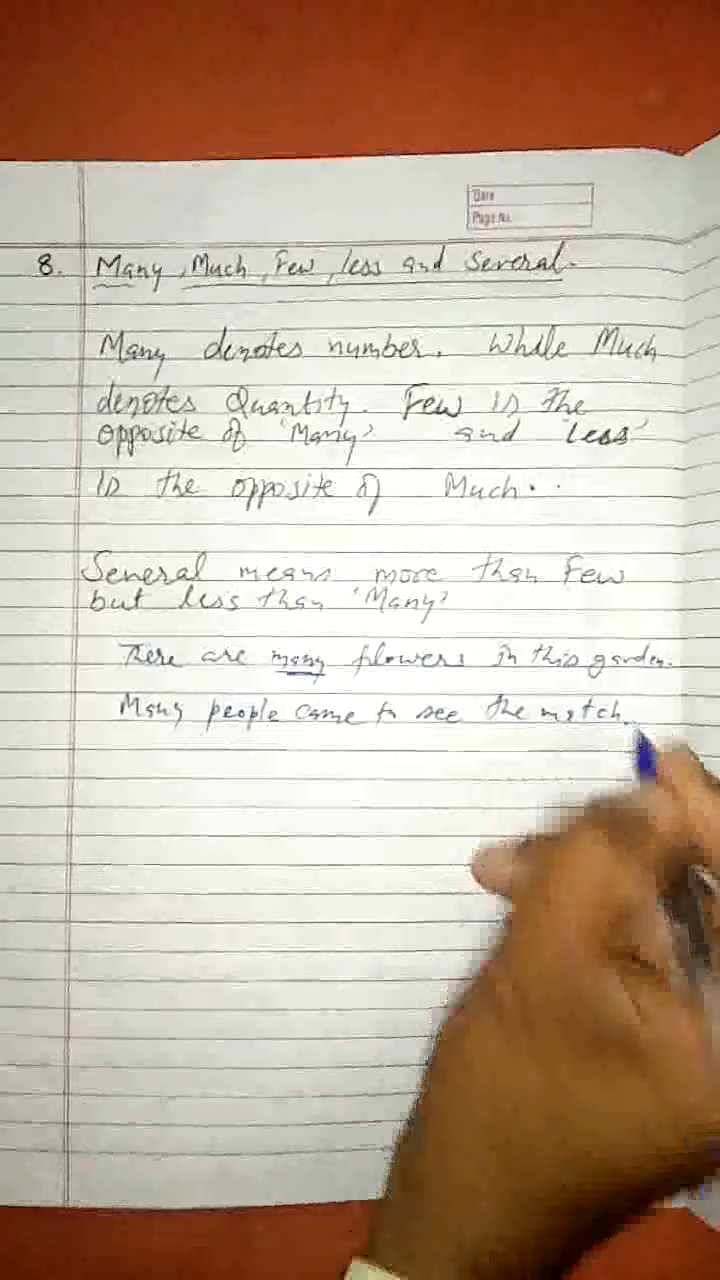 Date
Page No.
8. Many, Much, Few, less and Several.
Many denotes number. While Much
denotes Quantity. Few is the
opposite of 'Many' and 'Less'
is the opposite of Much.
Several means more than Few
but less than 'Many'
There are many flowers in this garden.
Many people came to see the match.